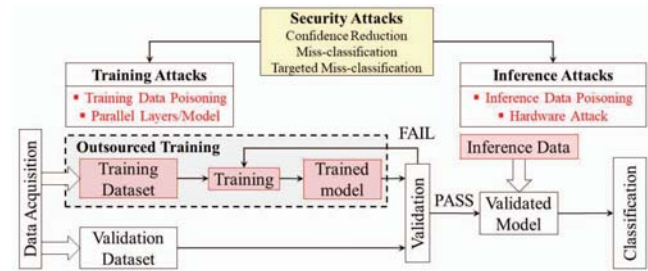 Security Attacks
Confidence Reduction
Miss-classification
Targeted Miss-classification
Training Attacks
▪ Training Data Poisoning
▪ Parallel Layers/Model
Inference Attacks
▪ Inference Data Poisoning
▪ Hardware Attack
Data Acquisition
Outsourced Training
FAIL
Training
Dataset
Training
Trained
model
Validation
Dataset
Validation
PASS
Inference Data
Validated
Model
Classification